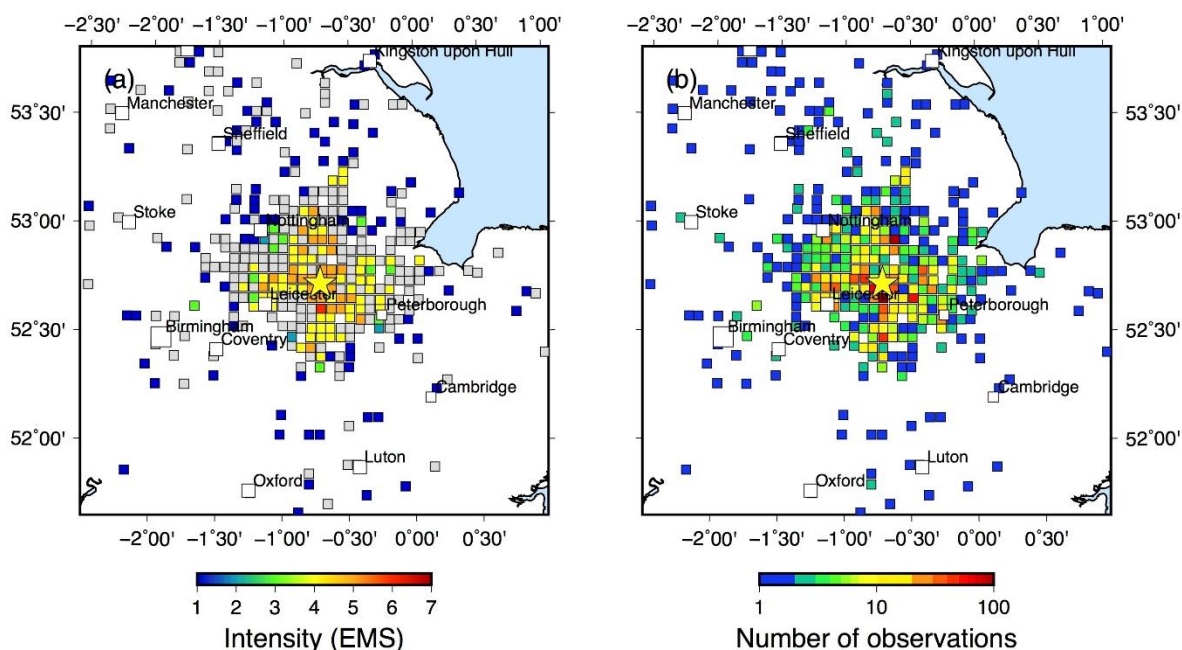 −2˚30' −2˚00' −1˚30' −1˚00' −0˚30' 0˚00' 0˚30'
(a)
Kingston upon Hull
Manchester
Sheffield
Stoke
Nottingham
Leicester
Peterborough
Birmingham
Coventry
Cambridge
Luton
Oxford
53˚30'
53˚00'
52˚30'
52˚00'
−2˚00' −1˚30' −1˚00' −0˚30' 0˚00' 0˚30'
1 2 3 4 5 6 7
Intensity (EMS)
−2˚30' −2˚00' −1˚30' −1˚00' −0˚30' 0˚00' 0˚30' 1˚00'
(b)
Kingston upon Hull
Manchester
Sheffield
Stoke
Nottingham
Leicester
Peterborough
Birmingham
Coventry
Cambridge
Luton
Oxford
53˚30'
53˚00'
52˚30'
52˚00'
−2˚00' −1˚30' −1˚00' −0˚30' 0˚00' 0˚30'
1 10 100
Number of observations